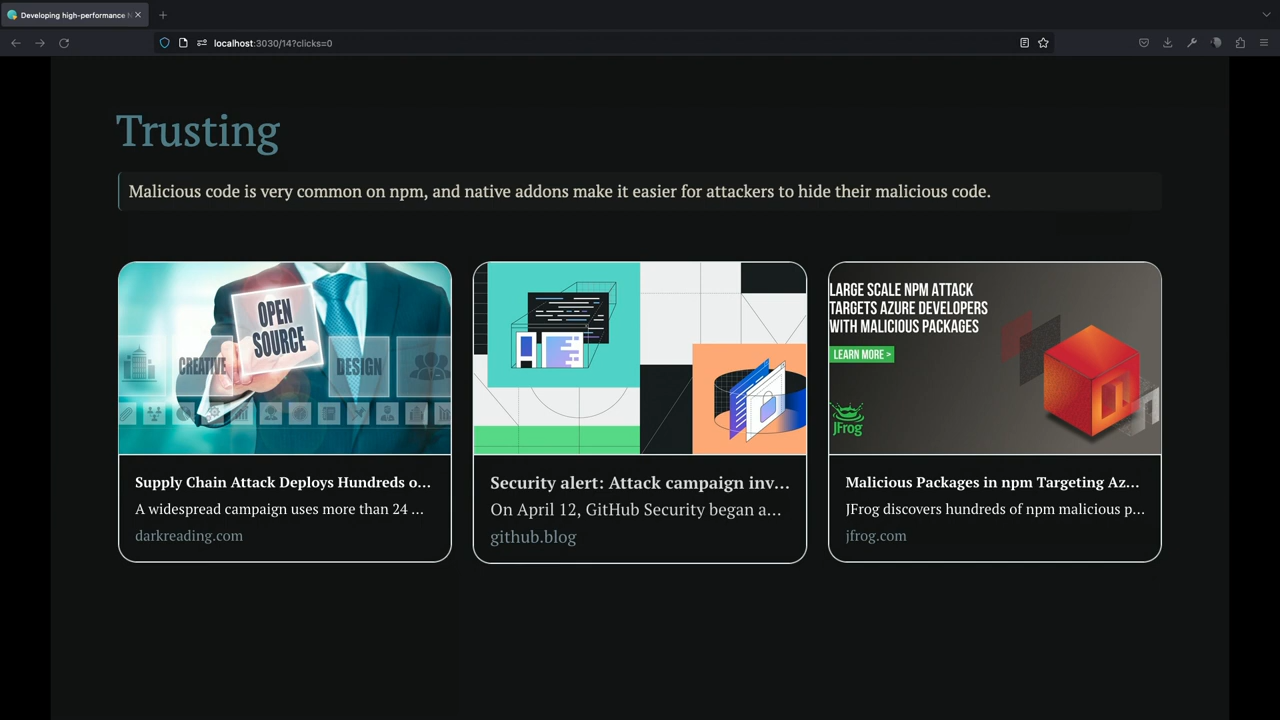 Developing high-performance
localhost:3030/14?clicks=0
Trusting
Malicious code is very common on npm, and native addons make it easier for attackers to hide their malicious code.
OPEN
SOURCE
CREATIVE
DESIGN
Supply Chain Attack Deploys Hundreds o...
A widespread campaign uses more than 24 ...
darkreading.com
Security alert: Attack campaign inv...
On April 12, GitHub Security began a...
github.blog
LARGE SCALE NPM ATTACK
TARGETS AZURE DEVELOPERS
WITH MALICIOUS PACKAGES
LEARN MORE >
JFrog
Malicious Packages in npm Targeting Az...
JFrog discovers hundreds of npm malicious p...
jfrog.com